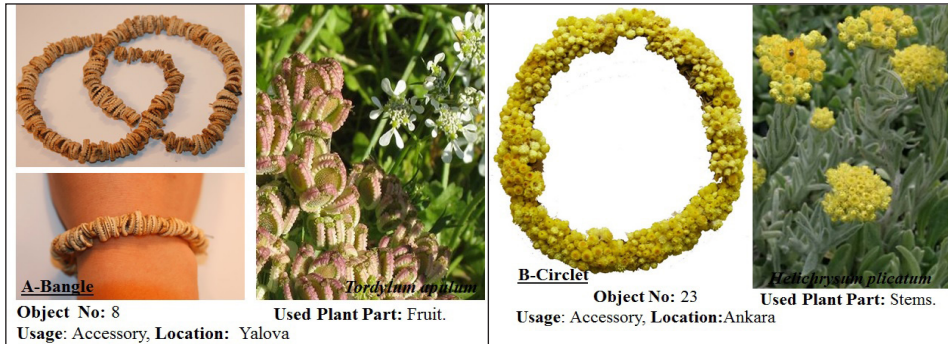 A-Bangle
Tordylum apulum
Object No: 8
Used Plant Part: Fruit.
Usage: Accessory, Location: Yalova
B-Circlet
Helichrysum plicatum
Object No: 23
Used Plant Part: Stems.
Usage: Accessory, Location:Ankara